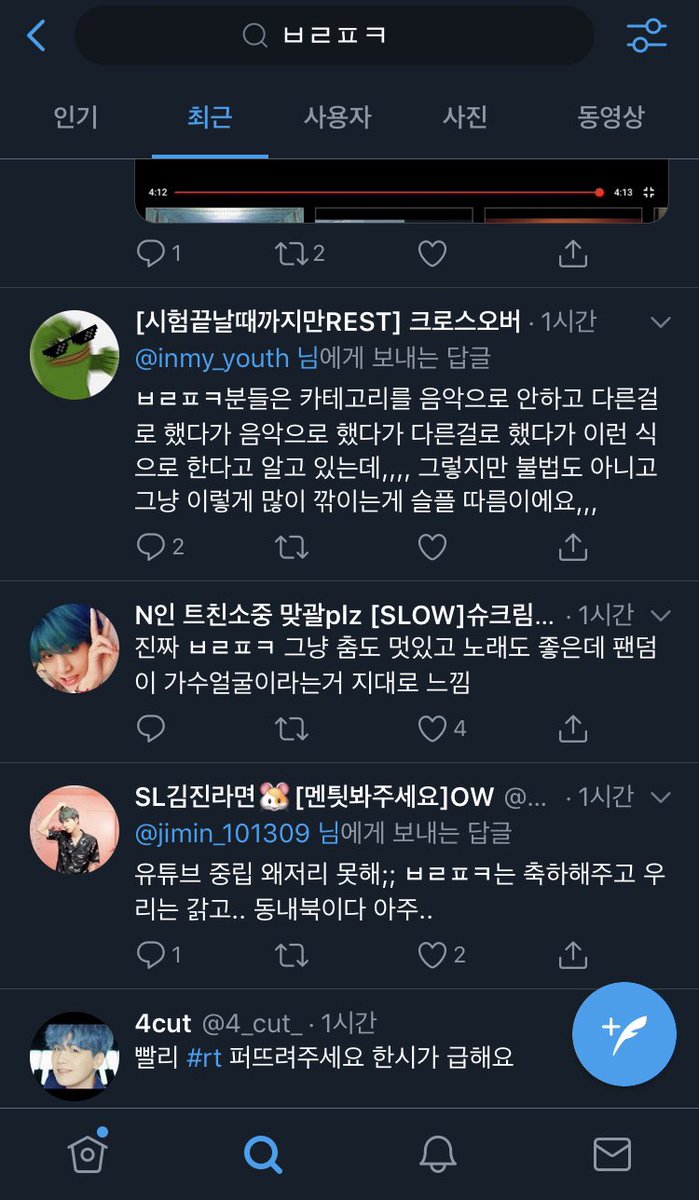 ㅂㄹㅍㅋ
인기 최근 사용자 사진 동영상
4:12 4:13
1 2
[시험끝날때까지만REST] 크로스오버 · 1시간
@inmy_youth 님에게 보내는 답글
ㅂㄹㅍㅋ분들은 카테고리를 음악으로 안하고 다른걸
로 했다가 음악으로 했다가 다른걸로 했다가 이런 식
으로 한다고 알고 있는데,,,, 그렇지만 불법도 아니고
그냥 이렇게 많이 깎이는게 슬플 따름이에요,,,
2
N인 트친소중 맞괄plz [SLOW]슈크림... · 1시간
진짜 ㅂㄹㅍㅋ 그냥 춤도 멋있고 노래도 좋은데 팬덤
이 가수얼굴이라는거 지대로 느낌
4
SL김진라면🐹[멘팃봐주세요]OW @... · 1시간
@jimin_101309 님에게 보내는 답글
유튜브 중립 왜저리 못해;; ㅂㄹㅍㅋ는 축하해주고 우
리는 갉고.. 동내북이다 아주..
1 2
4cut @4_cut_ · 1시간
빨리 #rt 퍼뜨려주세요 한시가 급해요